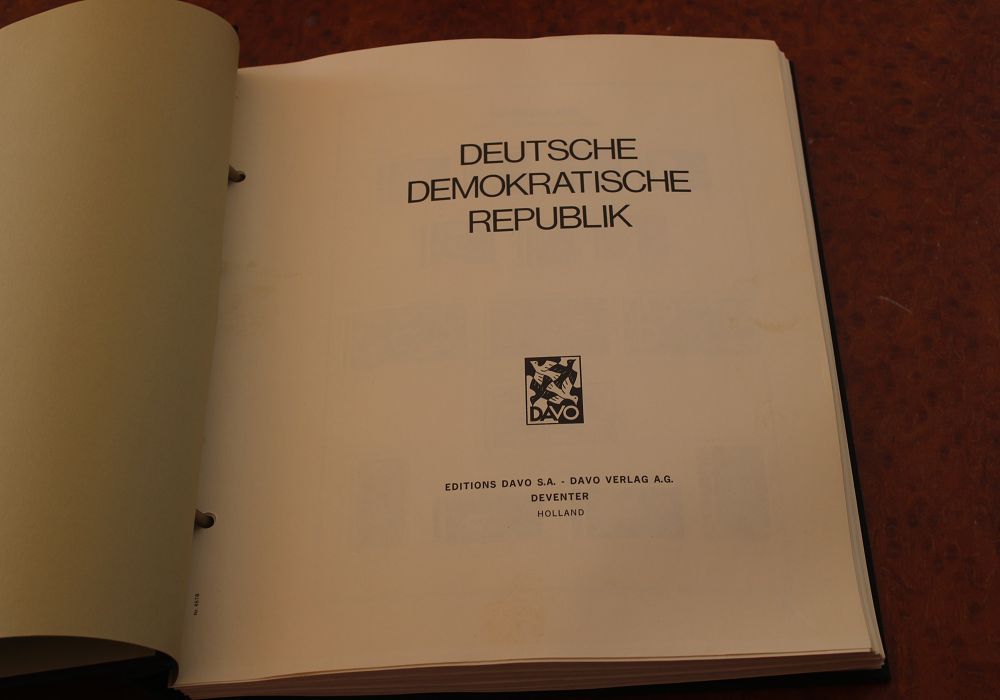 DEUTSCHE
DEMOKRATISCHE
REPUBLIK
DAVO
EDITIONS DAVO S.A. - DAVO VERLAG A.G.
DEVENTER
HOLLAND